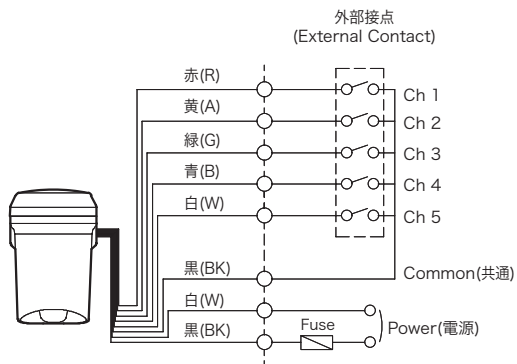 外部接点
(External Contact)
赤(R)
Ch 1
黄(A)
Ch 2
緑(G)
Ch 3
青(B)
Ch 4
白(W)
Ch 5
黒(BK)
Common(共通)
白(W)
黒(BK)
Fuse
Power(電源)